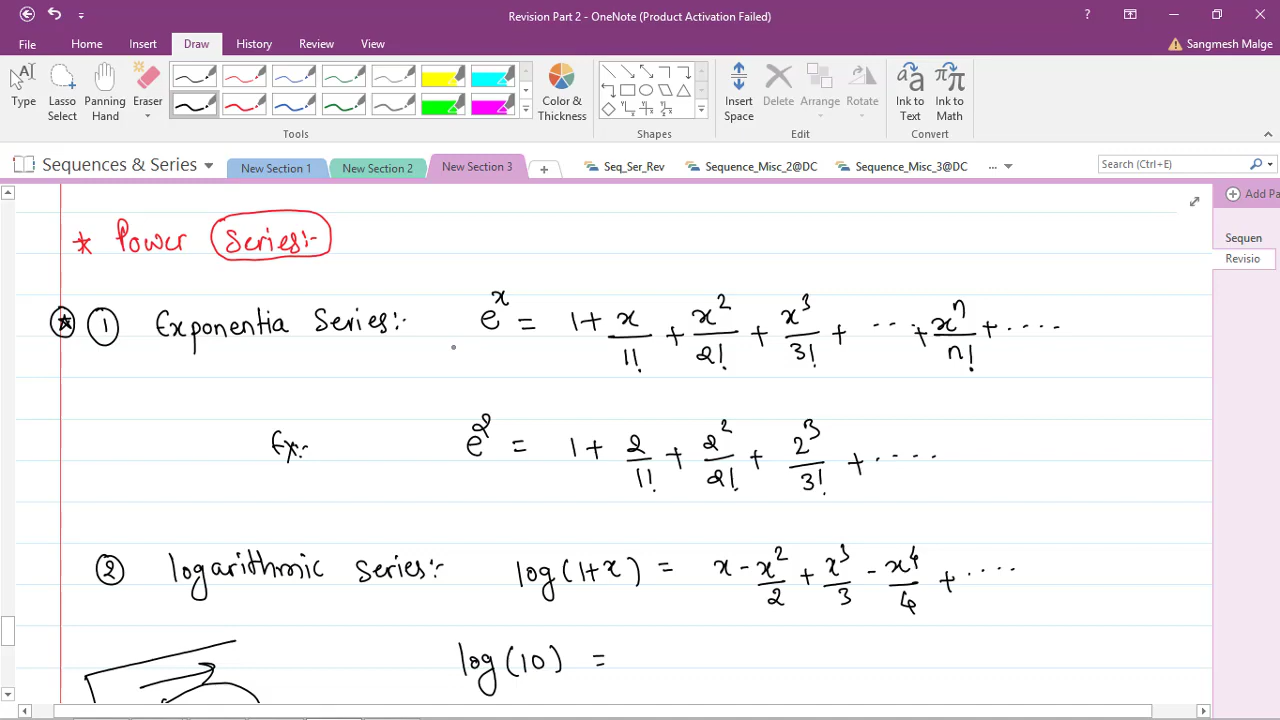 Revision Part 2 - OneNote (Product Activation Failed)
File Home Insert Draw History Review View Sangmesh Malge
Type Lasso Select Panning Hand Eraser Color & Thickness Insert Space Delete Arrange Rotate Ink to Text Ink to Math
Tools Shapes Edit Convert
Sequences & Series New Section 1 New Section 2 New Section 3 Seq_Ser_Rev Sequence_Misc_2@DC Sequence_Misc_3@DC ... Search (Ctrl+E)
Add Pa
Sequen
Revisio
* Power Series:-
* ① Exponentia Series:- e^x = 1 + x/1! + x^2/2! + x^3/3! + ... + x^n/n! + ....
Ex:- e^2 = 1 + 2/1! + 2^2/2! + 2^3/3! + ....
② logarithmic series:- log(1+x) = x - x^2/2 + x^3/3 - x^4/4 + ....
log(10) =